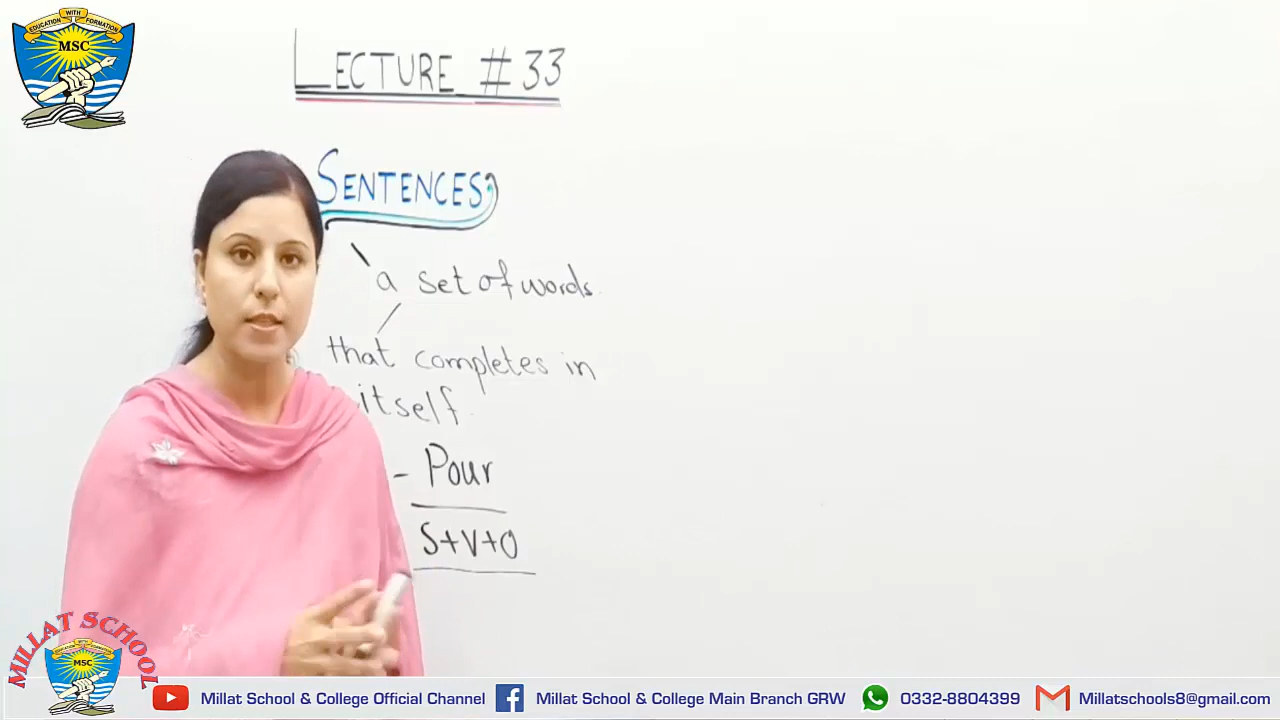 EDUCATION WITH FORMATION
MSC
LECTURE #33
SENTENCES
a set of words.
that completes in
itself.
- Pour
S+V+O
MILLAT SCHOOL
MSC
Millat School & College Official Channel
Millat School & College Main Branch GRW
0332-8804399
Millatschools8@gmail.com